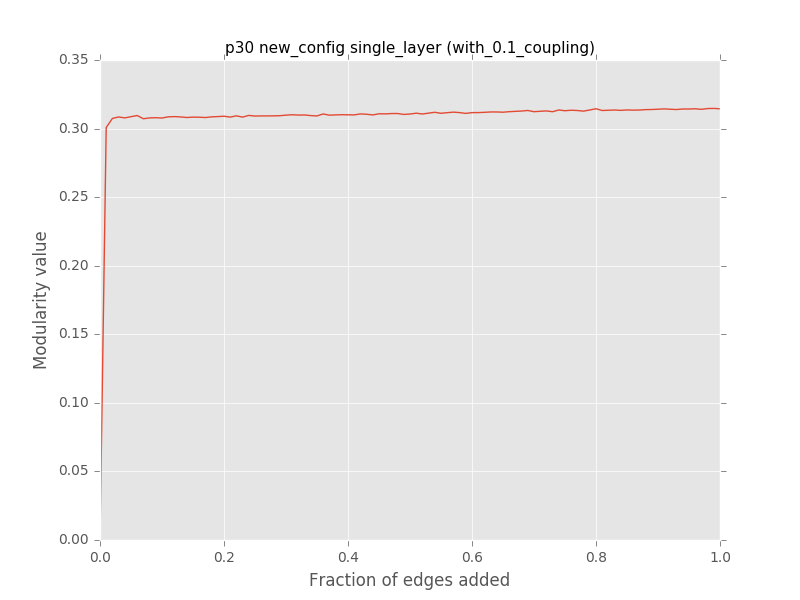 p30 new_config single_layer (with_0.1_coupling)
0.35
0.30
0.25
0.20
0.15
0.10
0.05
0.00
Modularity value
0.0 0.2 0.4 0.6 0.8 1.0
Fraction of edges added